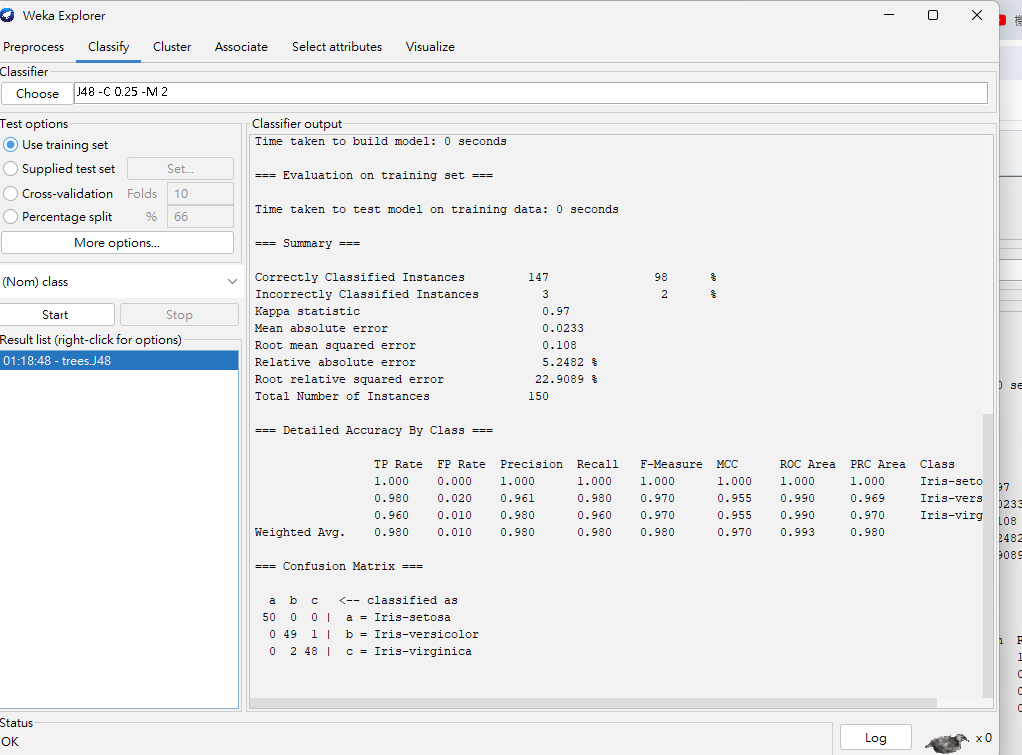 Weka Explorer
Preprocess Classify Cluster Associate Select attributes Visualize
Classifier
Choose J48 -C 0.25 -M 2
Test options
Use training set
Supplied test set Set...
Cross-validation Folds 10
Percentage split % 66
More options...
(Nom) class
Start Stop
Result list (right-click for options)
01:18:48 - trees.J48
Classifier output
Time taken to build model: 0 seconds
=== Evaluation on training set ===
Time taken to test model on training data: 0 seconds
=== Summary ===
Correctly Classified Instances 147 98 %
Incorrectly Classified Instances 3 2 %
Kappa statistic 0.97
Mean absolute error 0.0233
Root mean squared error 0.108
Relative absolute error 5.2482 %
Root relative squared error 22.9089 %
Total Number of Instances 150
=== Detailed Accuracy By Class ===
TP Rate FP Rate Precision Recall F-Measure MCC ROC Area PRC Area Class
1.000 0.000 1.000 1.000 1.000 1.000 1.000 1.000 Iris-seto
0.980 0.020 0.961 0.980 0.970 0.955 0.990 0.969 Iris-vers
0.960 0.010 0.980 0.960 0.970 0.955 0.990 0.970 Iris-virg
Weighted Avg. 0.980 0.010 0.980 0.980 0.980 0.970 0.993 0.980
=== Confusion Matrix ===
a b c <-- classified as
50 0 0 | a = Iris-setosa
0 49 1 | b = Iris-versicolor
0 2 48 | c = Iris-virginica
Status
OK
Log x 0